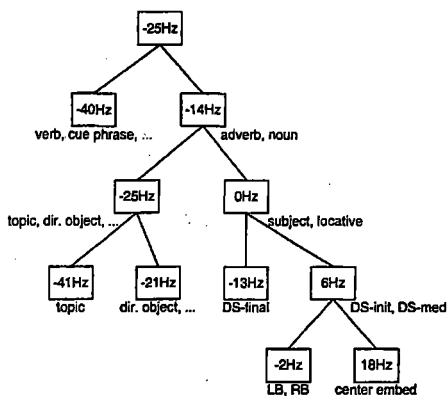 -25Hz
-40Hz -14Hz
verb, cue phrase, ... adverb, noun
-25Hz 0Hz
topic, dir. object, ... subject, locative
-41Hz -21Hz -13Hz 6Hz
topic dir. object, ... DS-final DS-init, DS-med
-2Hz 18Hz
LB, RB center embed